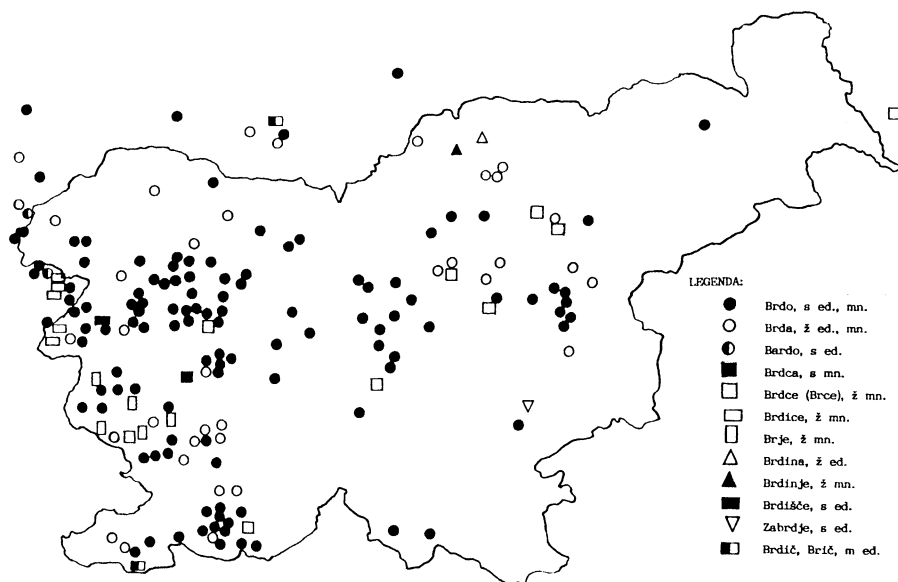 LEGENDA:
Brdo, s ed., mn.
Brda, ž ed., mn.
Bardo, s ed.
Brdca, s mn.
Brdce (Brce), ž mn.
Brdice, ž mn.
Brje, ž mn.
Brdina, ž ed.
Brdinje, ž mn.
Brdišče, s ed.
Zabrdje, s ed.
Brdič, Brič, m ed.